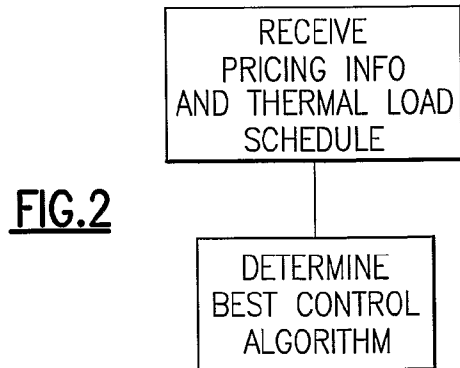 RECEIVE
PRICING INFO
AND THERMAL LOAD
SCHEDULE
FIG.2
DETERMINE
BEST CONTROL
ALGORITHM